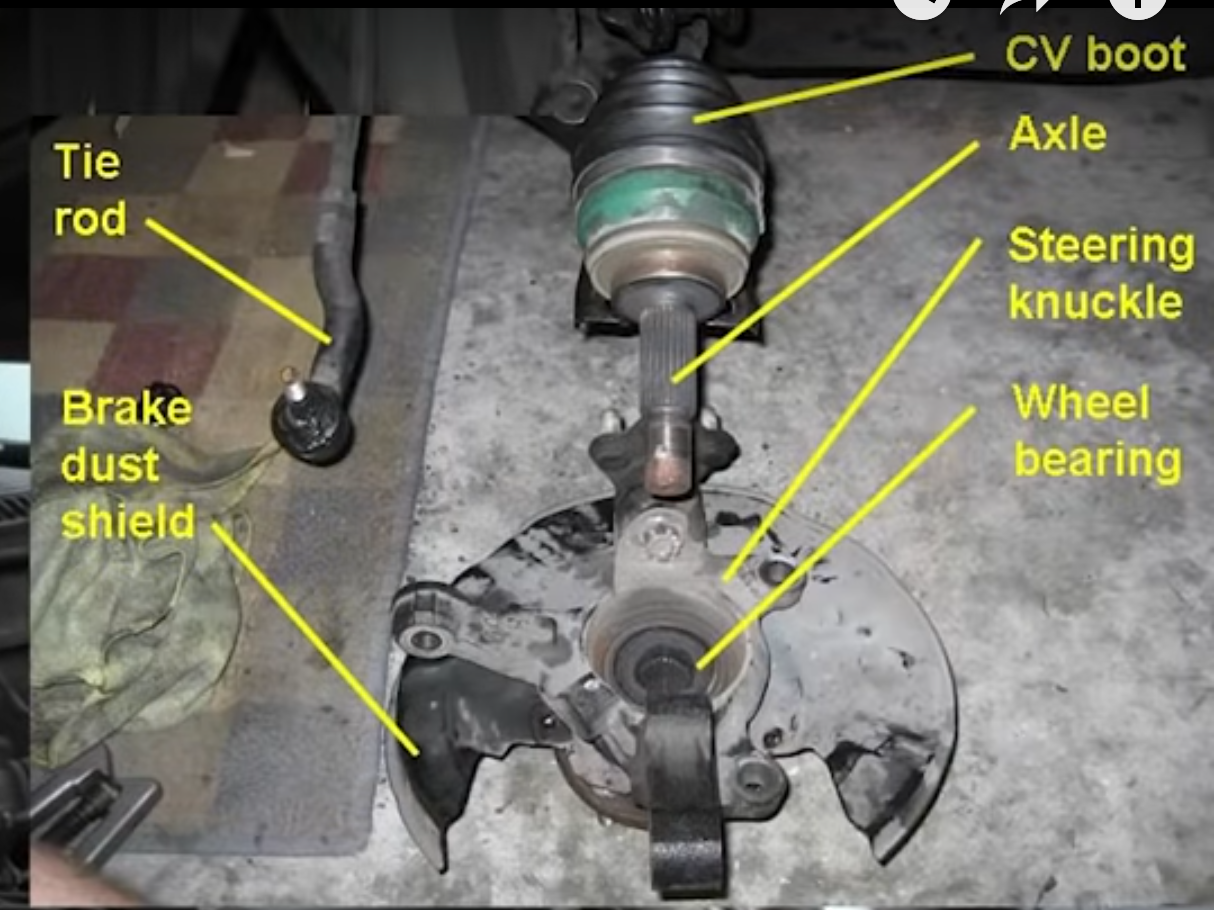 CV boot
Axle
Tie
rod
Steering
knuckle
Brake
dust
shield
Wheel
bearing